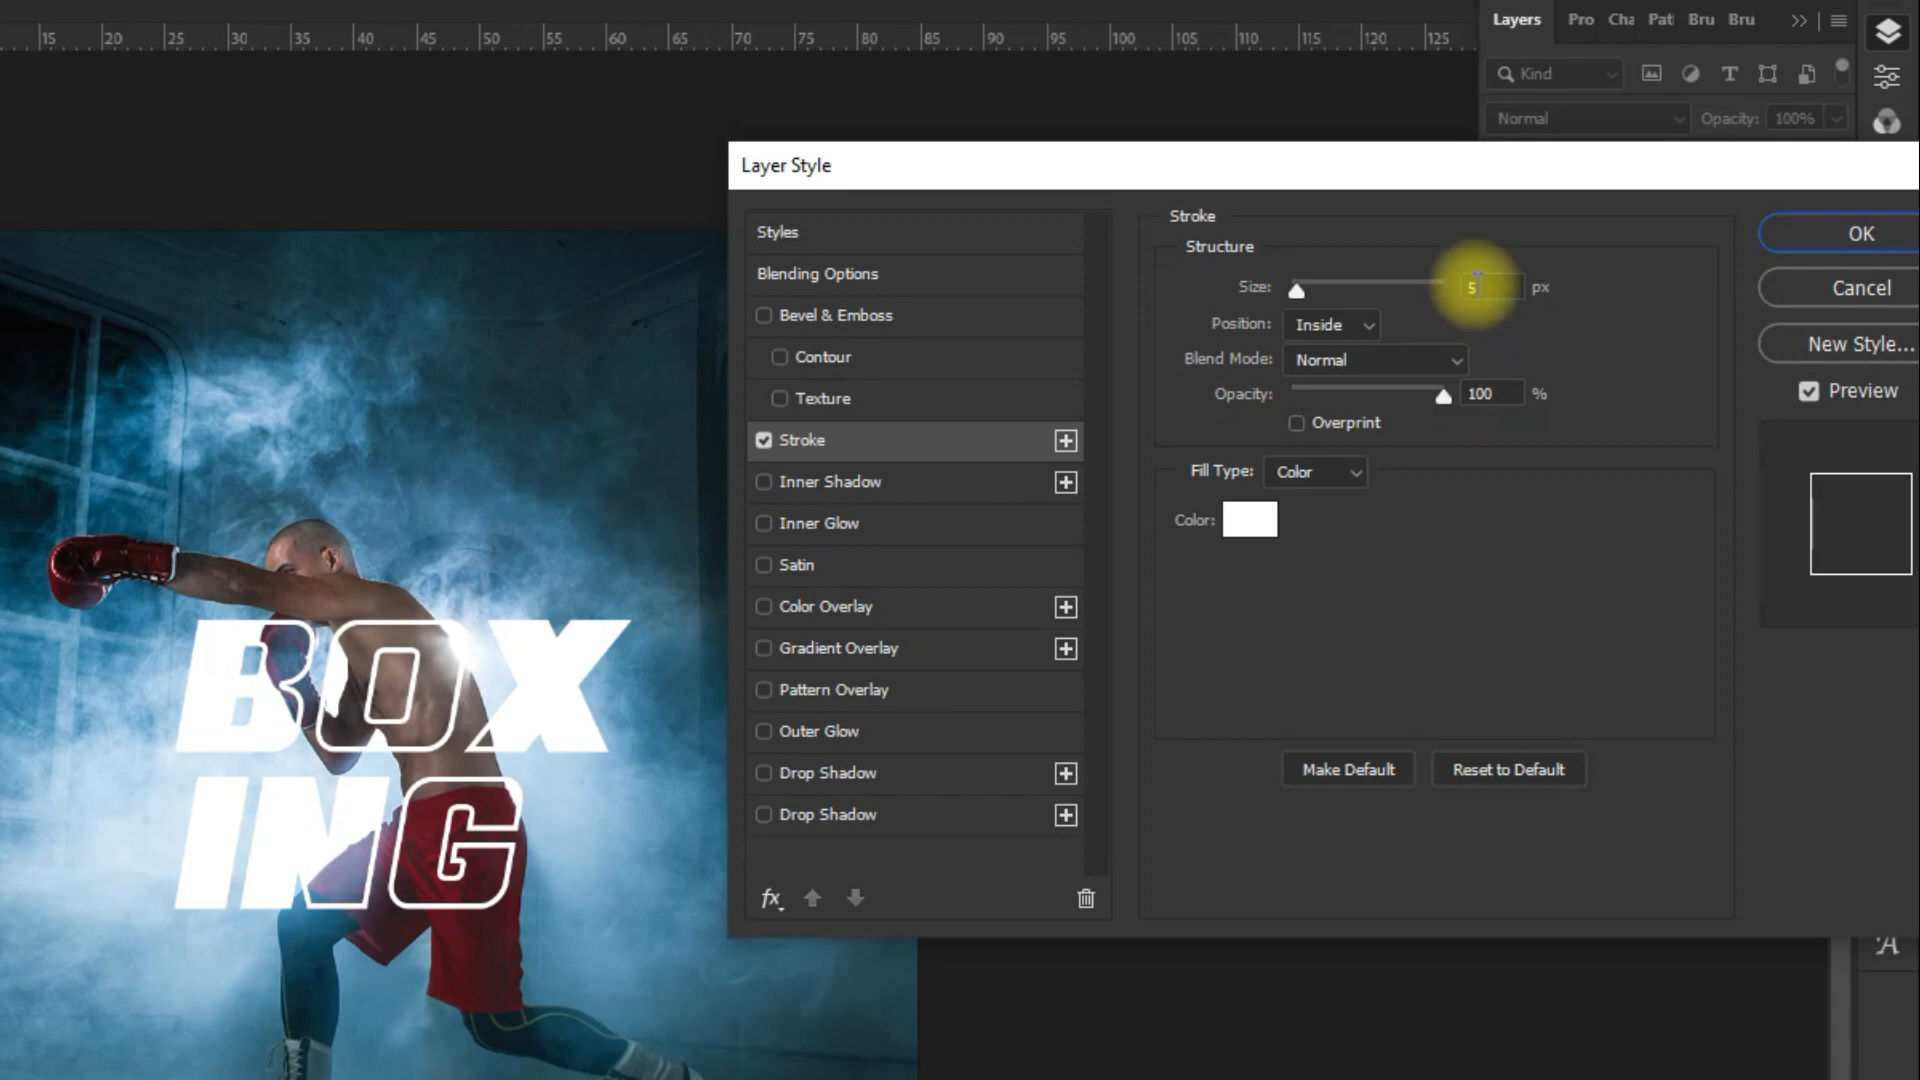 15 20 25 30 35 40 45 50 55 60 65 70 75 80 85 90 95 100 105 110 115 120 125
Layers Pro Cha Pat Bru Bru
Kind
Normal Opacity: 100%
Layer Style
Styles
Blending Options
Bevel & Emboss
Contour
Texture
Stroke
Inner Shadow
Inner Glow
Satin
Color Overlay
Gradient Overlay
Pattern Overlay
Outer Glow
Drop Shadow
Drop Shadow
fx
Stroke
Structure
Size: 5 px
Position: Inside
Blend Mode: Normal
Opacity: 100 %
Overprint
Fill Type: Color
Color:
Make Default Reset to Default
OK
Cancel
New Style...
Preview
BOX
ING